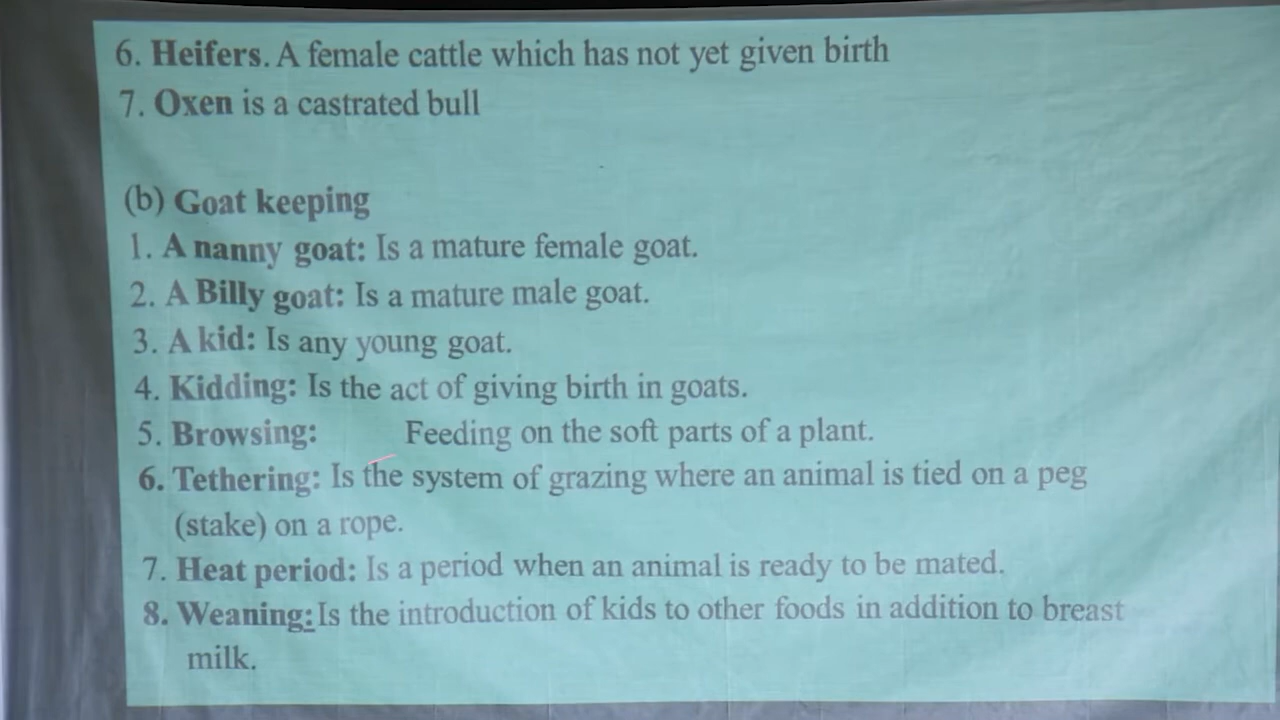 6. Heifers. A female cattle which has not yet given birth
7. Oxen is a castrated bull
(b) Goat keeping
1. A nanny goat: Is a mature female goat.
2. A Billy goat: Is a mature male goat.
3. A kid: Is any young goat.
4. Kidding: Is the act of giving birth in goats.
5. Browsing: Feeding on the soft parts of a plant.
6. Tethering: Is the system of grazing where an animal is tied on a peg
(stake) on a rope.
7. Heat period: Is a period when an animal is ready to be mated.
8. Weaning: Is the introduction of kids to other foods in addition to breast
milk.